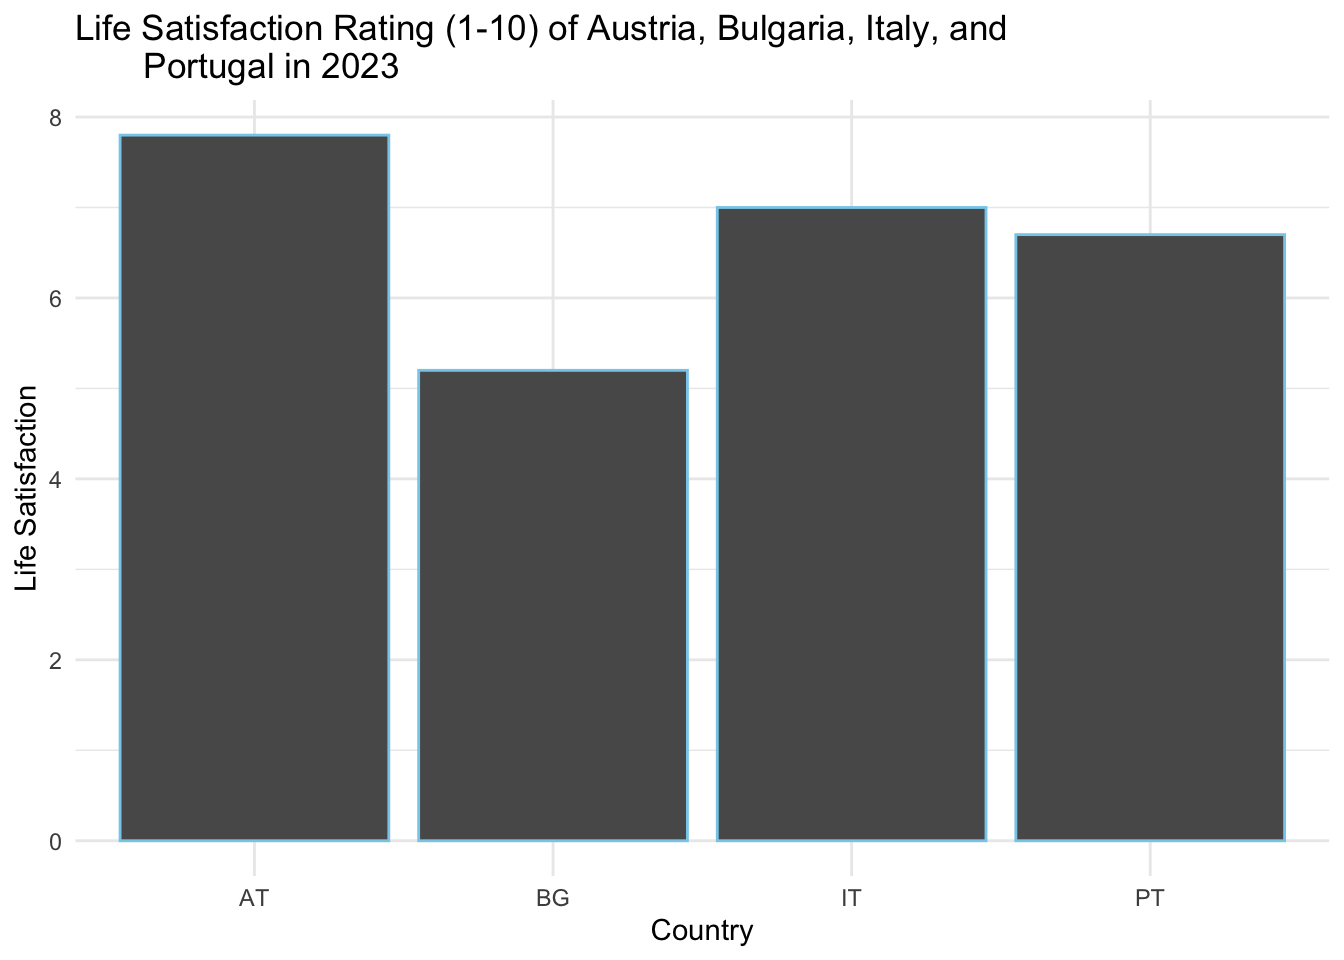 Life Satisfaction Rating (1-10) of Austria, Bulgaria, Italy, and
Portugal in 2023
8
6
4
2
0
Life Satisfaction
AT
BG
IT
PT
Country